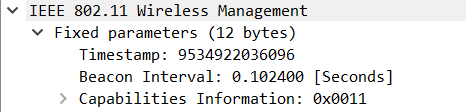 IEEE 802.11 Wireless Management
Fixed parameters (12 bytes)
Timestamp: 9534922036096
Beacon Interval: 0.102400 [Seconds]
Capabilities Information: 0x0011